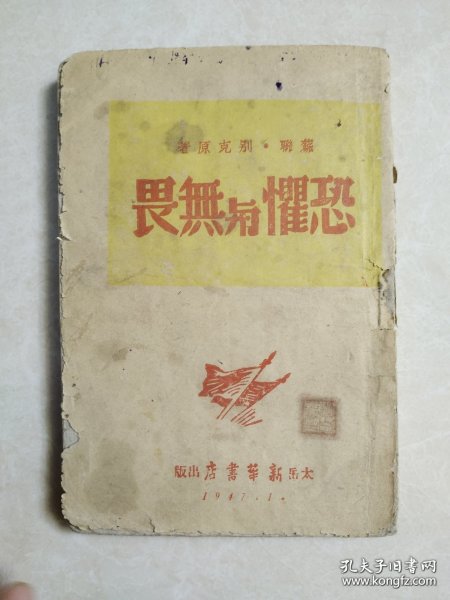 蘇聯·別克原著
恐懼與無畏
太岳新華書店出版
1947.1.
孔夫子旧书网
www.kongfz.com